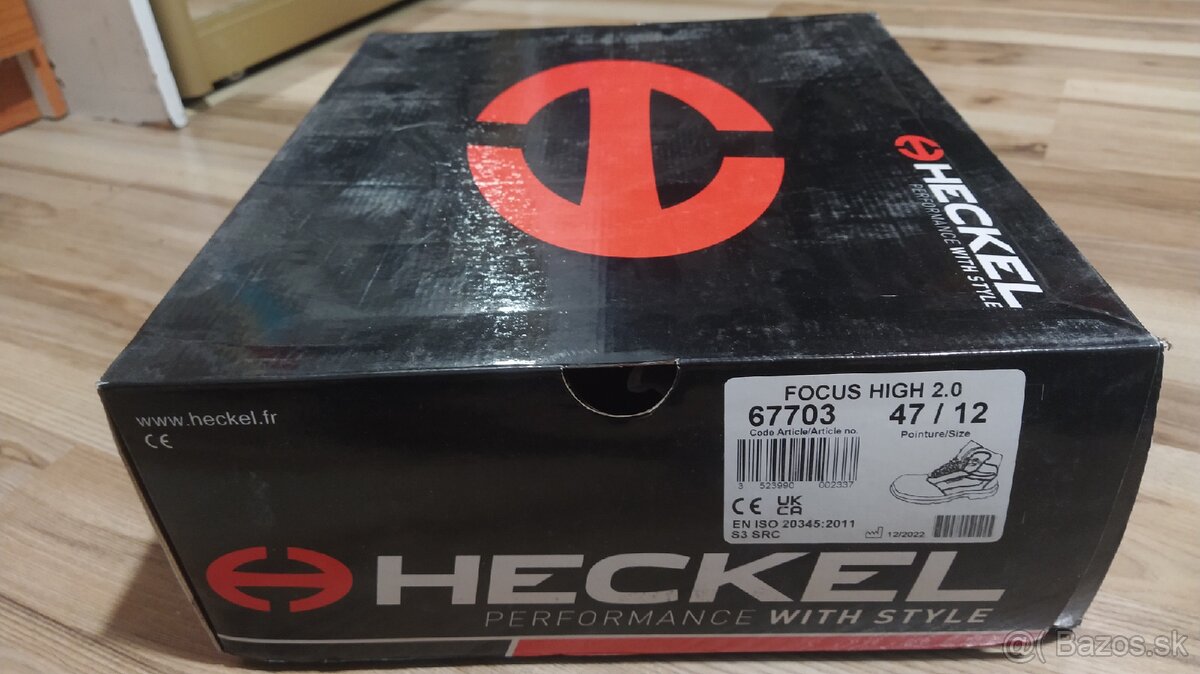 HECKEL
PERFORMANCE WITH STYLE
www.heckel.fr
CE
FOCUS HIGH 2.0
67703 47 / 12
Code Article/Article no. Pointure/Size
3 523990 002337
CE UK CA
EN ISO 20345:2011
S3 SRC 12/2022
HECKEL
PERFORMANCE WITH STYLE
@( Bazos.sk